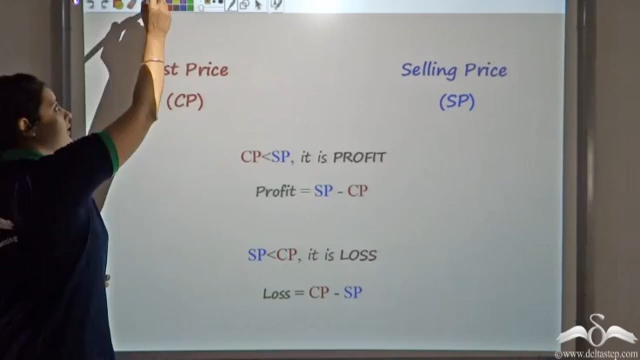 st Price
(CP)
Selling Price
(SP)
CP<SP, it is PROFIT
Profit = SP - CP
SP<CP, it is LOSS
Loss = CP - SP
©www.deltastep.com